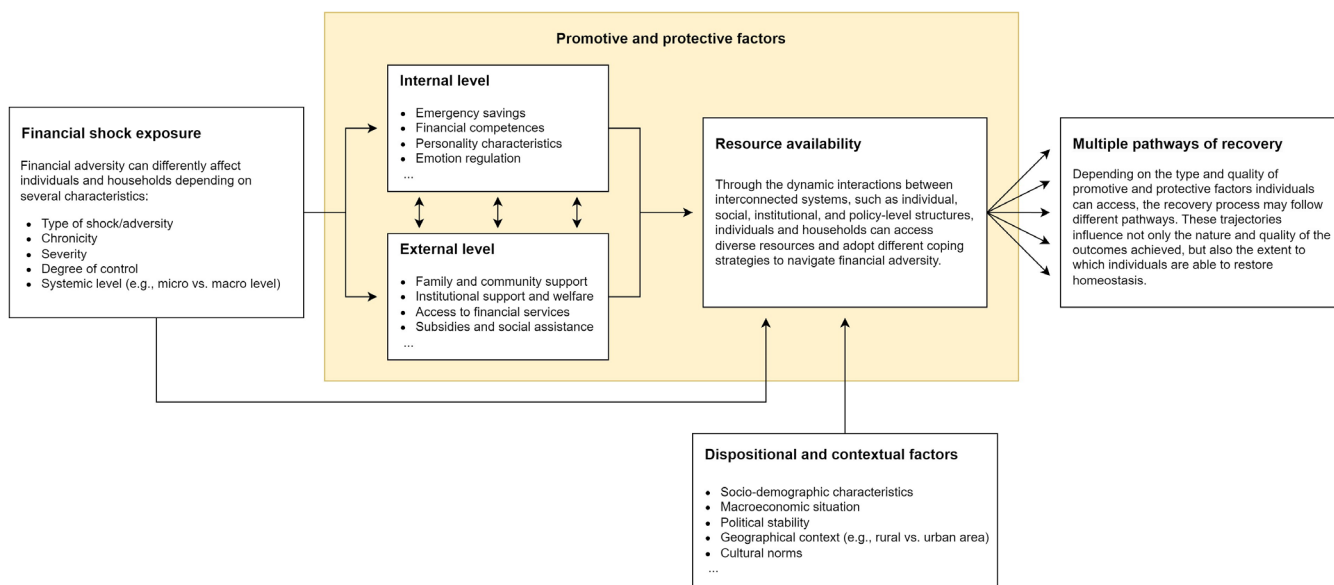 Promotive and protective factors
Financial shock exposure
Financial adversity can differently affect
individuals and households depending on
several characteristics:
• Type of shock/adversity
• Chronicity
• Severity
• Degree of control
• Systemic level (e.g., micro vs. macro level)
Internal level
• Emergency savings
• Financial competences
• Personality characteristics
• Emotion regulation
...
External level
• Family and community support
• Institutional support and welfare
• Access to financial services
• Subsidies and social assistance
...
Resource availability
Through the dynamic interactions between
interconnected systems, such as individual,
social, institutional, and policy-level structures,
individuals and households can access
diverse resources and adopt different coping
strategies to navigate financial adversity.
Multiple pathways of recovery
Depending on the type and quality of
promotive and protective factors individuals
can access, the recovery process may follow
different pathways. These trajectories
influence not only the nature and quality of the
outcomes achieved, but also the extent to
which individuals are able to restore
homeostasis.
Dispositional and contextual factors
• Socio-demographic characteristics
• Macroeconomic situation
• Political stability
• Geographical context (e.g., rural vs. urban area)
• Cultural norms
...